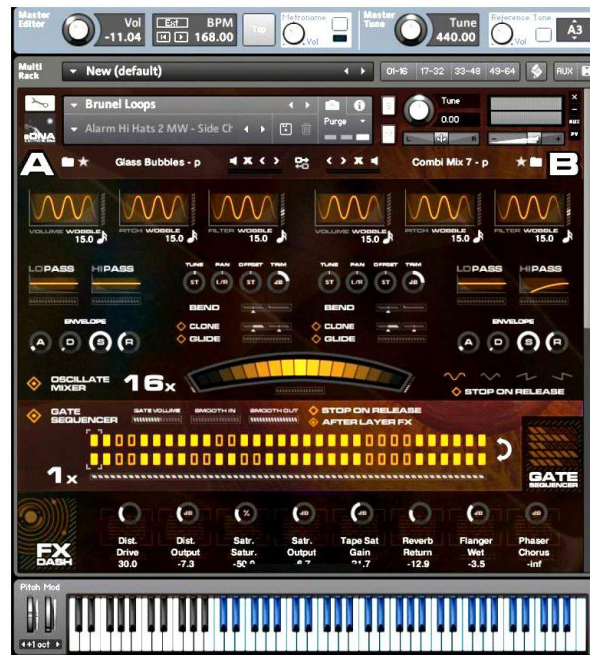 Master Editor
Vol
-11.04
Ext
BPM
168.00
Tap
Metronome
Vol
Master Tune
Tune
440.00
Reference Tone
Vol
A3
Multi Rack
New (default)
01-16 17-32 33-48 49-64
AUX
Brunel Loops
Purge
Tune
0.00
Alarm Hi Hats 2 MW - Side Ch
L R
AUX
PV
eDNA
A
Glass Bubbles - p
Combi Mix 7 - p
B
VOLUME WOBBLE
15.0
PITCH WOBBLE
15.0
FILTER WOBBLE
15.0
VOLUME WOBBLE
15.0
PITCH WOBBLE
15.0
FILTER WOBBLE
15.0
LOPASS
HIPASS
TUNE PAN OFFSET TRIM
ST L/R ST dB
TUNE PAN OFFSET TRIM
ST L/R ST dB
LOPASS
HIPASS
BEND
CLONE
GLIDE
BEND
CLONE
GLIDE
ENVELOPE
A D S R
ENVELOPE
A D S R
OSCILLATE MIXER
16x
STOP ON RELEASE
GATE SEQUENCER
GATE VOLUME
SMOOTH IN
SMOOTH OUT
STOP ON RELEASE
AFTER LAYER FX
1x
GATE
SEQUENCER
FX
DASH
Dist. Drive
30.0
Dist. Output
-7.3
Satr. Satur.
Satr. Output
Tape Sat Gain
Reverb Return
-12.9
Flanger Wet
-3.5
Phaser Chorus
-inf
Pitch Mod
+1 oct